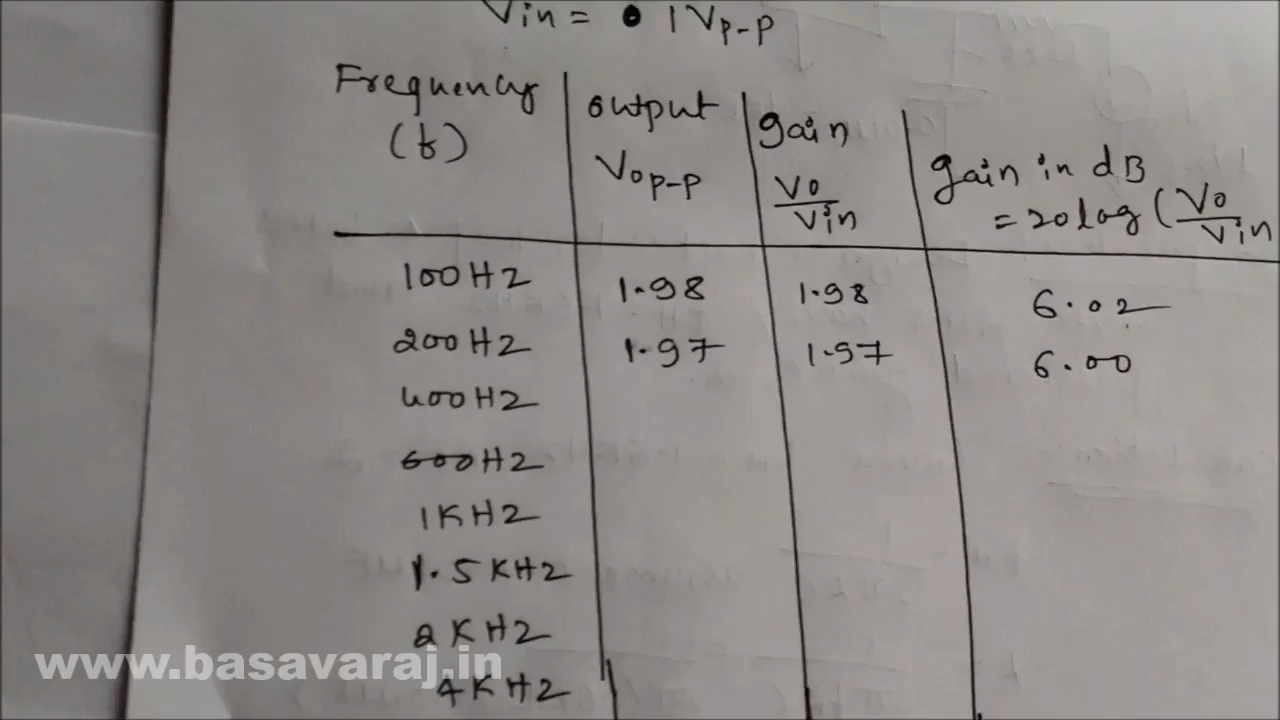 Vin = 1Vp-p
Frequency (f) output Vop-p gain Vo/Vin gain in dB = 20log(Vo/Vin
100Hz 1.98 1.98 6.02
200Hz 1.97 1.97 6.00
400Hz
600Hz
1KHz
1.5KHz
2KHz
4KHz
www.basavaraj.in